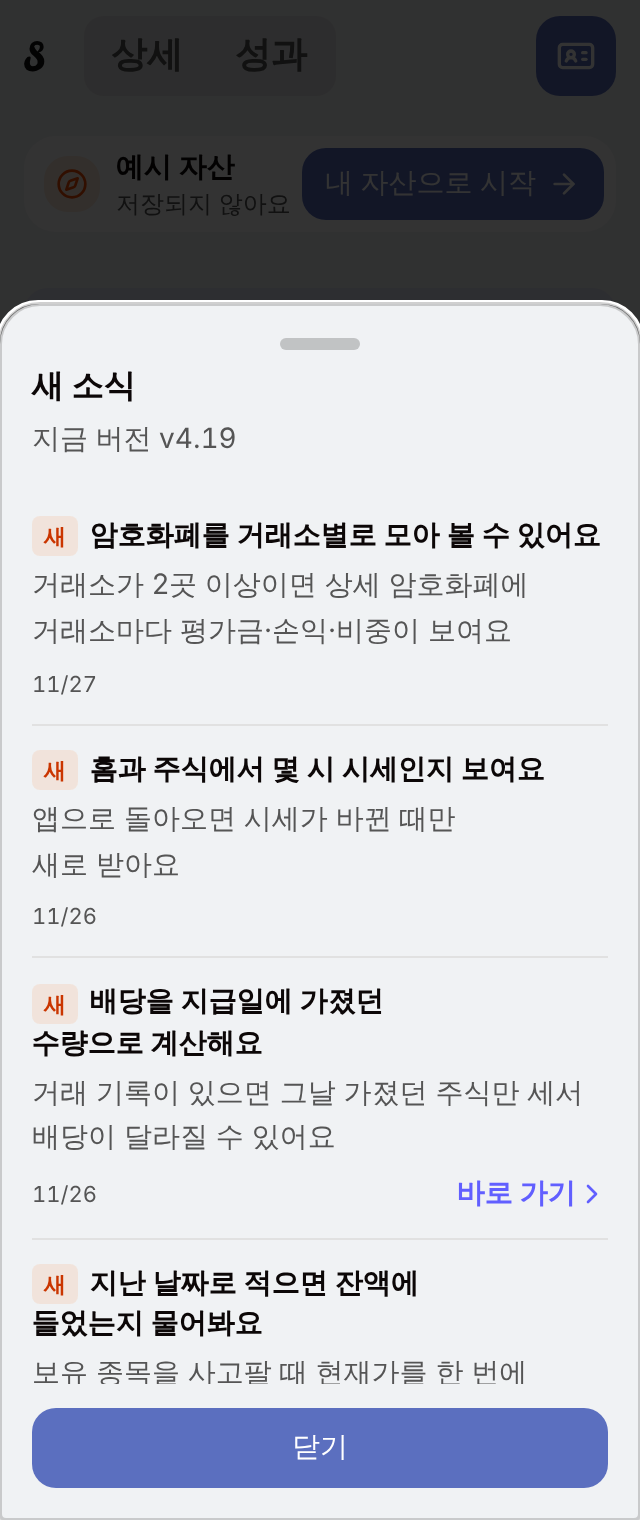 S
상세 성과
예시 자산
저장되지 않아요
내 자산으로 시작
새 소식
지금 버전 v4.19
새 암호화폐를 거래소별로 모아 볼 수 있어요
거래소가 2곳 이상이면 상세 암호화폐에
거래소마다 평가금·손익·비중이 보여요
11/27
새 홈과 주식에서 몇 시 시세인지 보여요
앱으로 돌아오면 시세가 바뀐 때만
새로 받아요
11/26
새 배당을 지급일에 가졌던
수량으로 계산해요
거래 기록이 있으면 그날 가졌던 주식만 세서
배당이 달라질 수 있어요
11/26 바로 가기
새 지난 날짜로 적으면 잔액에
들었는지 물어봐요
보유 종목을 사고팔 때 현재가를 한 번에
닫기